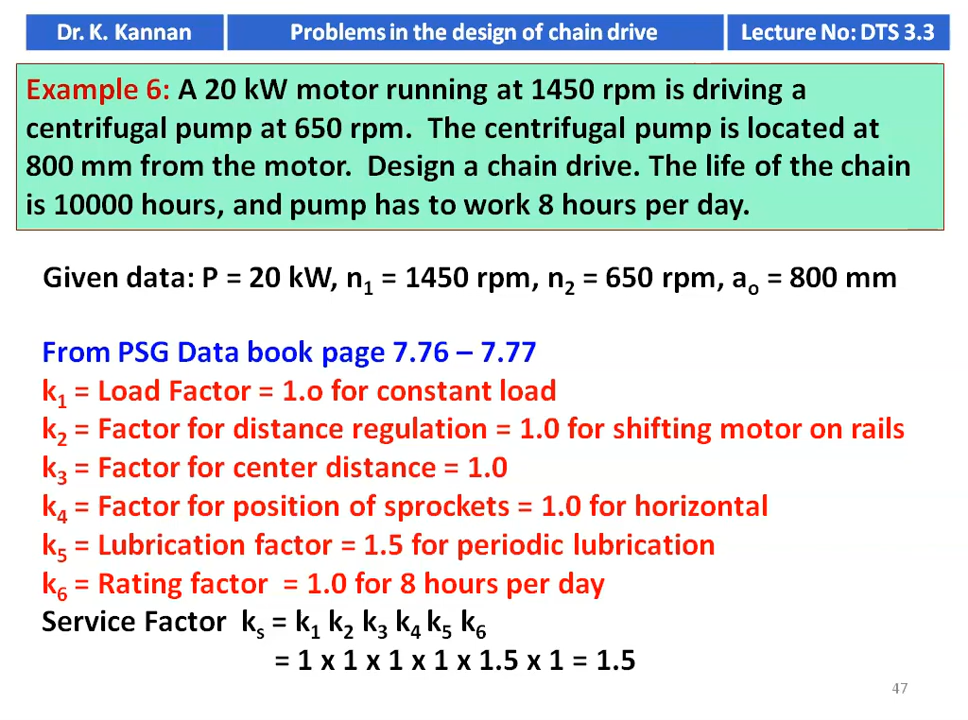 Dr. K. Kannan
Problems in the design of chain drive
Lecture No: DTS 3.3
Example 6: A 20 kW motor running at 1450 rpm is driving a
centrifugal pump at 650 rpm. The centrifugal pump is located at
800 mm from the motor. Design a chain drive. The life of the chain
is 10000 hours, and pump has to work 8 hours per day.
Given data: P = 20 kW, n₁ = 1450 rpm, n₂ = 650 rpm, aₒ = 800 mm
From PSG Data book page 7.76 – 7.77
k₁ = Load Factor = 1.o for constant load
k₂ = Factor for distance regulation = 1.0 for shifting motor on rails
k₃ = Factor for center distance = 1.0
k₄ = Factor for position of sprockets = 1.0 for horizontal
k₅ = Lubrication factor = 1.5 for periodic lubrication
k₆ = Rating factor = 1.0 for 8 hours per day
Service Factor kₛ = k₁ k₂ k₃ k₄ k₅ k₆
= 1 x 1 x 1 x 1 x 1.5 x 1 = 1.5
47